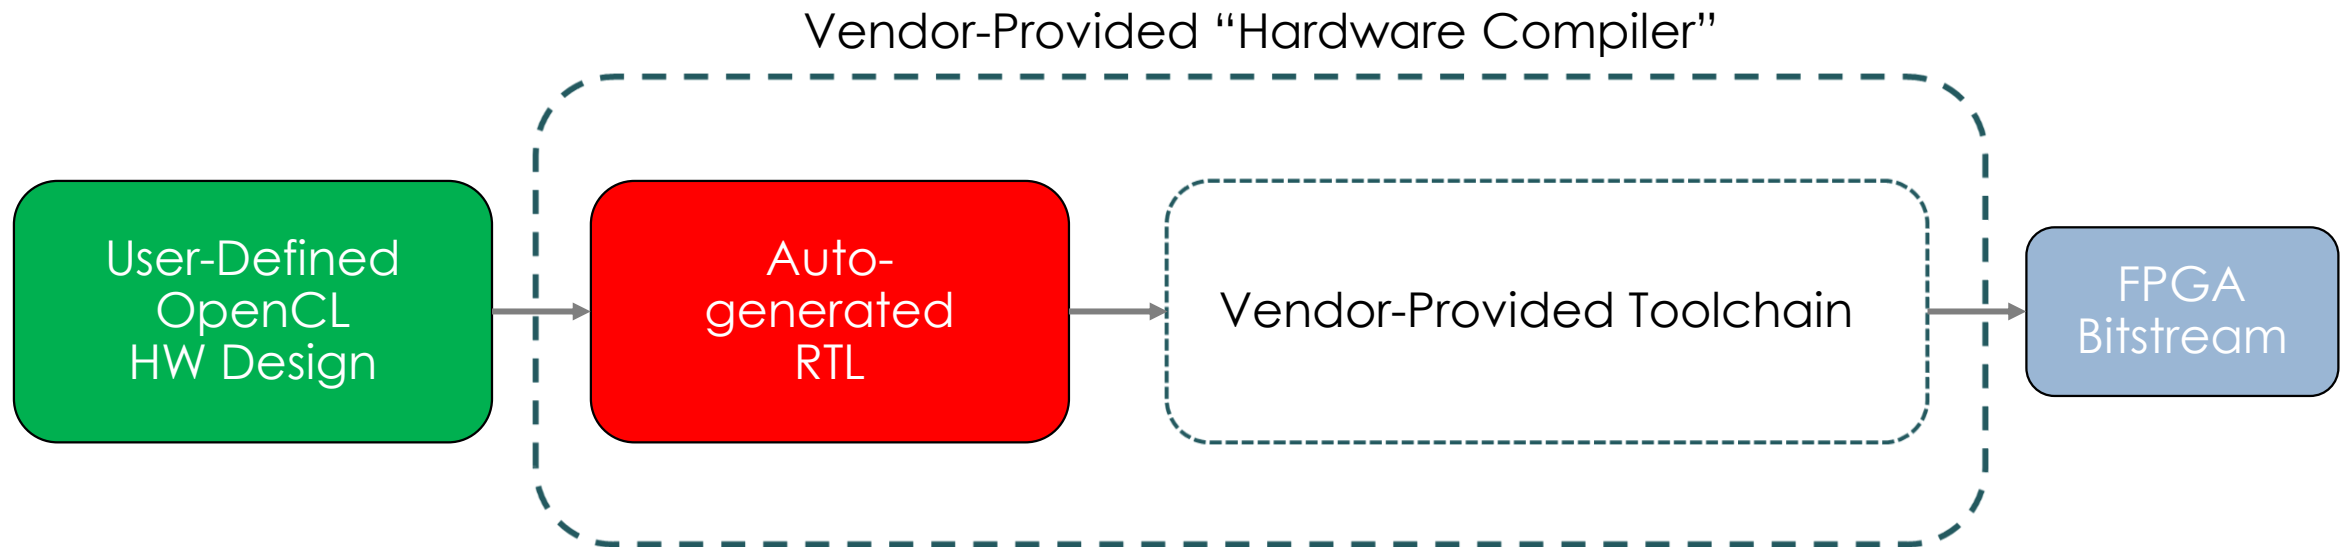 Vendor-Provided “Hardware Compiler”
User-Defined
OpenCL
HW Design
Auto-
generated
RTL
Vendor-Provided Toolchain
FPGA
Bitstream